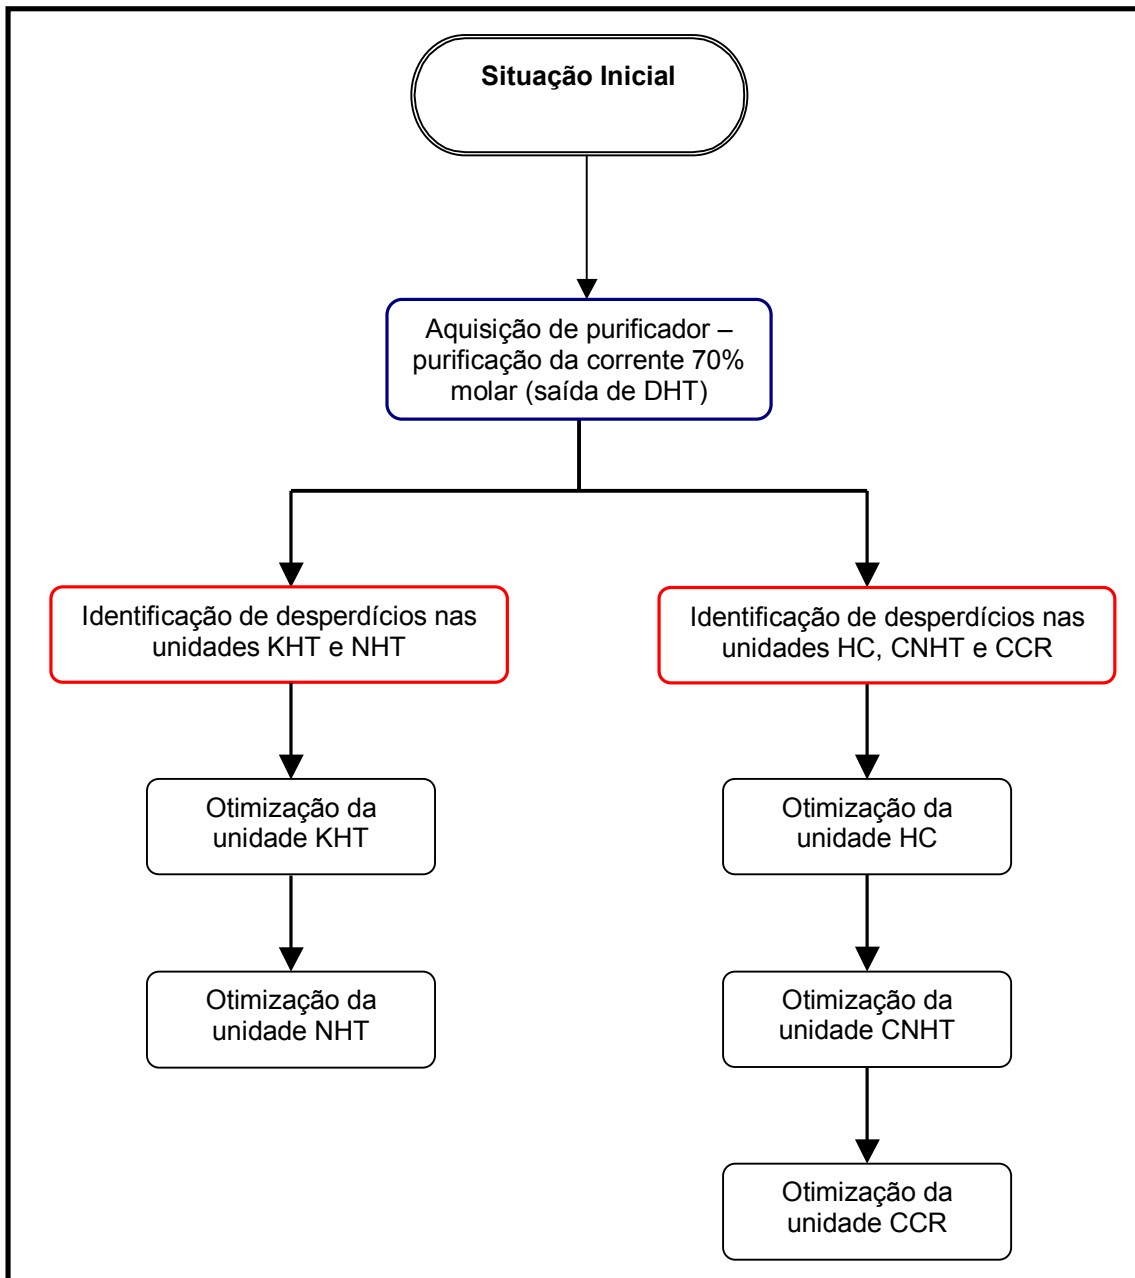 Situação Inicial
Aquisição de purificador –
purificação da corrente 70%
molar (saída de DHT)
Identificação de desperdícios nas
unidades KHT e NHT
Identificação de desperdícios nas
unidades HC, CNHT e CCR
Otimização da
unidade KHT
Otimização da
unidade HC
Otimização da
unidade NHT
Otimização da
unidade CNHT
Otimização da
unidade CCR